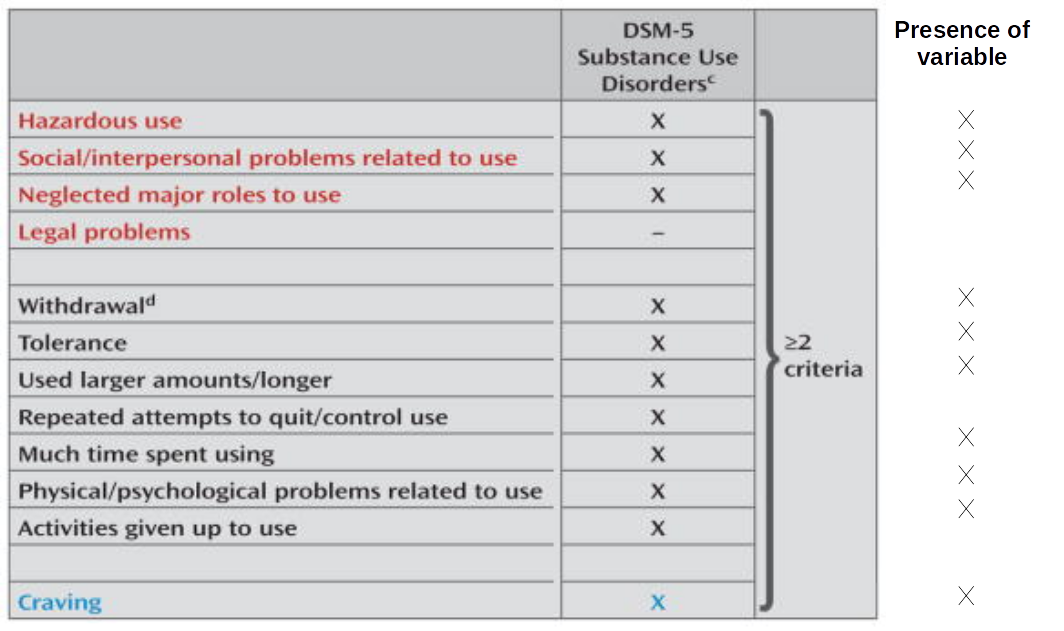 DSM-5
Substance Use
Disordersᶜ
Presence of
variable
Hazardous use X X
Social/interpersonal problems related to use X X
Neglected major roles to use X X
Legal problems –
Withdrawalᵈ X X
Tolerance X X
≥2
criteria
Used larger amounts/longer X X
Repeated attempts to quit/control use X
Much time spent using X X
Physical/psychological problems related to use X X
Activities given up to use X X
Craving X X